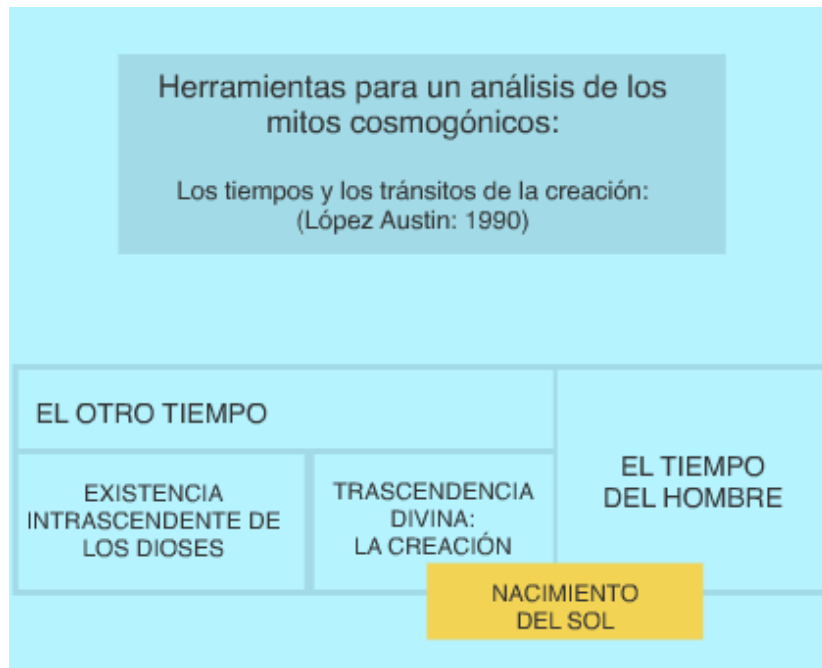 Herramientas para un análisis de los
mitos cosmogónicos:
Los tiempos y los tránsitos de la creación:
(López Austin: 1990)
EL OTRO TIEMPO
EXISTENCIA
INTRASCENDENTE DE
LOS DIOSES
TRASCENDENCIA
DIVINA:
LA CREACIÓN
EL TIEMPO
DEL HOMBRE
NACIMIENTO
DEL SOL